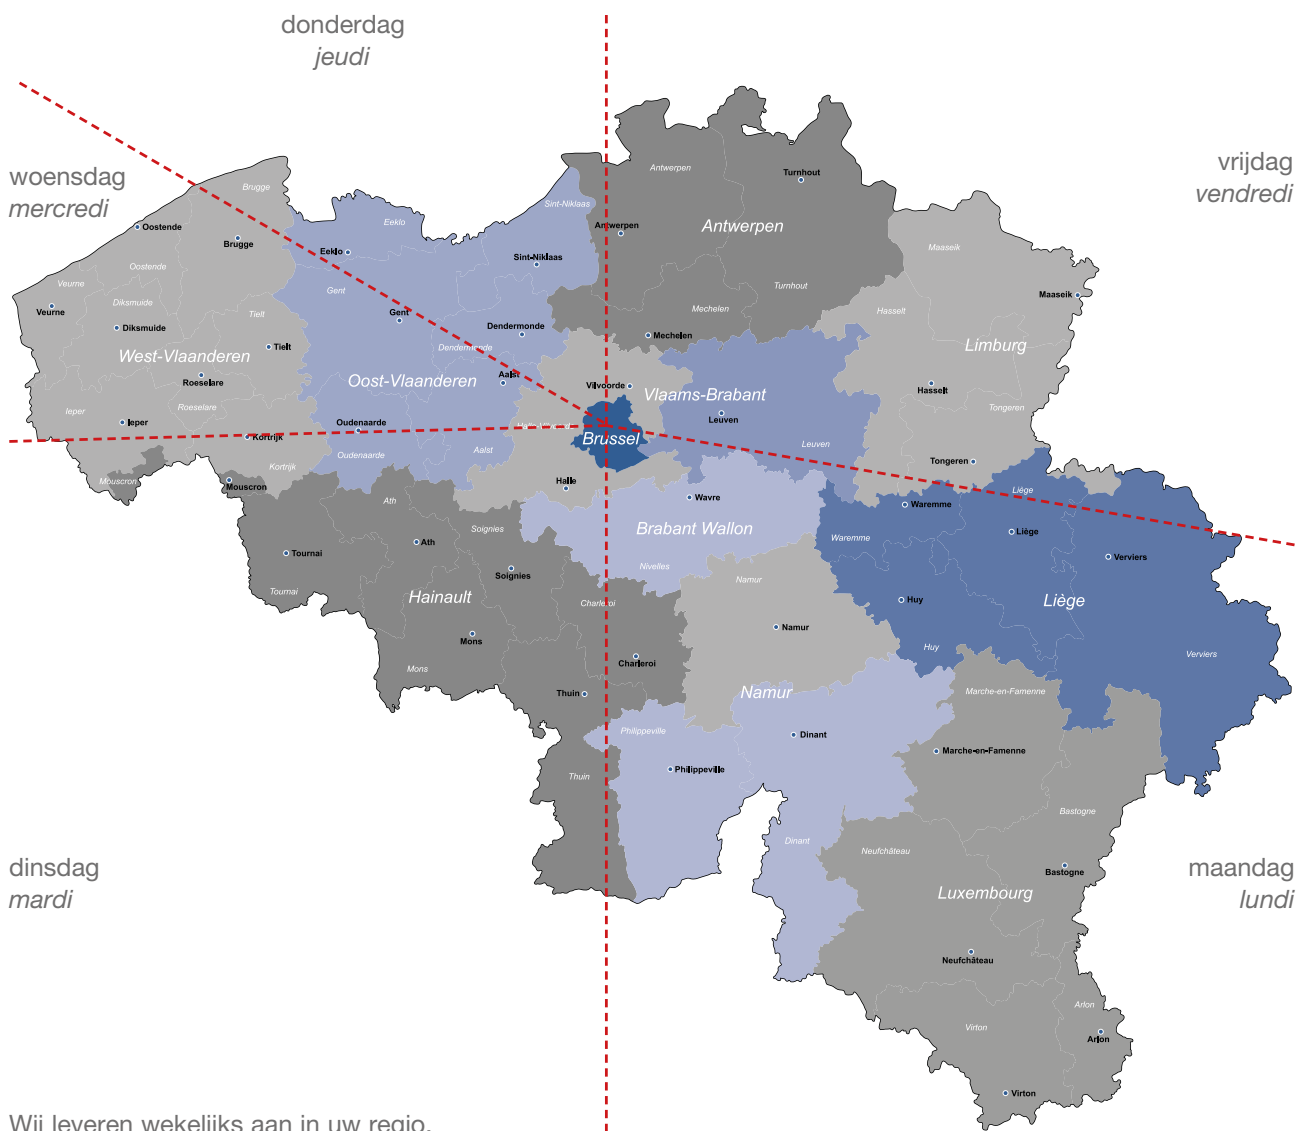 donderdag
jeudi
woensdag
mercredi
vrijdag
vendredi
Antwerpen
Turnhout
Brugge
Sint-Niklaas
Eeklo
Oostende
Antwerpen
Antwerpen
Brugge
Eeklo
Sint-Niklaas
Maaseik
Oostende
Veurne
Gent
Turnhout
Maaseik
Diksmuide
Veurne
Tielt
Gent
Mechelen
Hasselt
Diksmuide
Dendermonde
Mechelen
Tielt
Dendermonde
Limburg
West-Vlaanderen
Oost-Vlaanderen
Aalst
Roeselare
Vilvoorde
Vlaams-Brabant
Hasselt
Ieper
Roeselare
Ieper
Oudenaarde
Leuven
Tongeren
Kortrijk
Brussel
Leuven
Oudenaarde
Aalst
Tongeren
Kortrijk
Mouscron
Mouscron
Halle
Wavre
Liège
Waremme
Ath
Soignies
Brabant Wallon
Waremme
Liège
Ath
Tournai
Soignies
Nivelles
Verviers
Namur
Tournai
Hainault
Charleroi
Huy
Liège
Mons
Namur
Mons
Charleroi
Huy
Verviers
Thuin
Namur
Marche-en-Famenne
Philippeville
Dinant
Marche-en-Famenne
Philippeville
Thuin
Bastogne
Dinant
Neufchâteau
dinsdag
mardi
Bastogne
maandag
lundi
Luxembourg
Neufchâteau
Arlon
Virton
Arlon
Virton
Wij leveren wekelijks aan in uw regio.